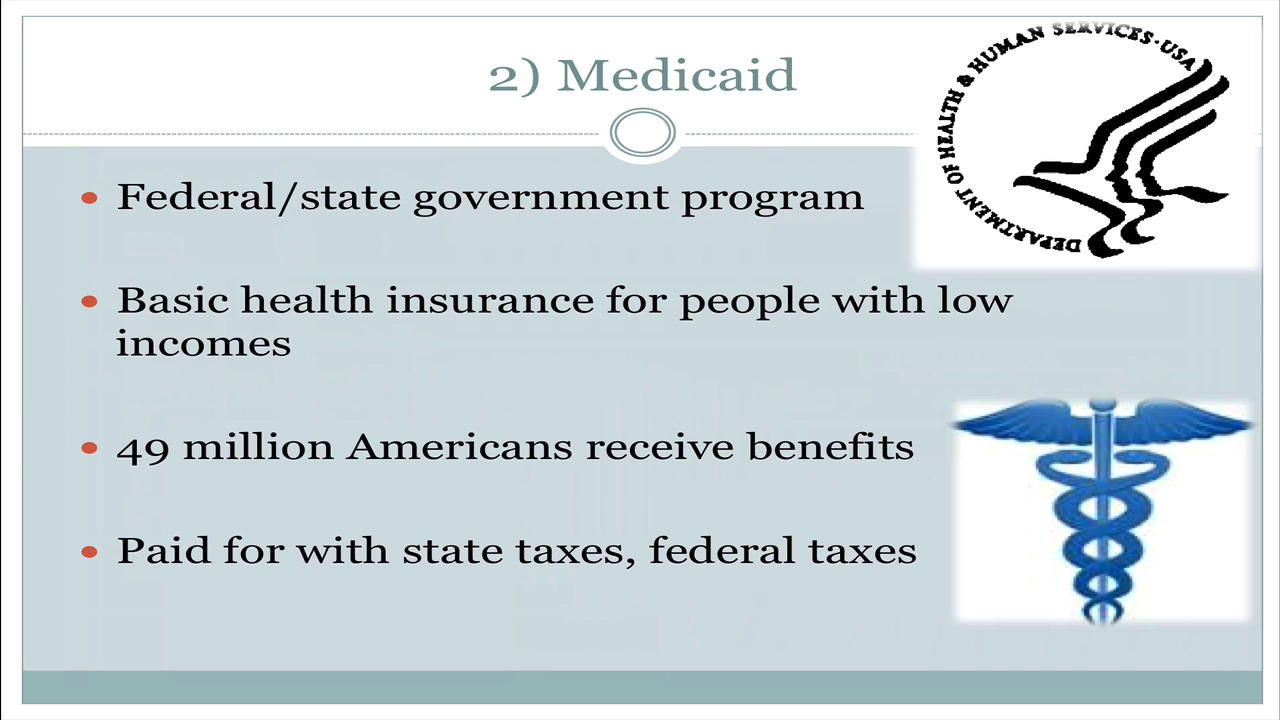 2) Medicaid
DEPARTMENT OF HEALTH & HUMAN SERVICES·USA
• Federal/state government program
• Basic health insurance for people with low
incomes
• 49 million Americans receive benefits
• Paid for with state taxes, federal taxes